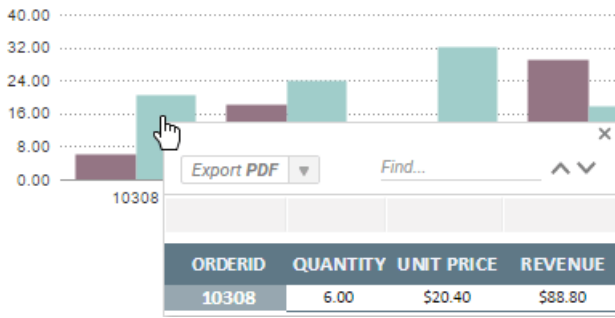 40.00
32.00
24.00
16.00
8.00
0.00
10308
Export PDF
Find...
ORDERID QUANTITY UNIT PRICE REVENUE
10308 6.00 $20.40 $88.80